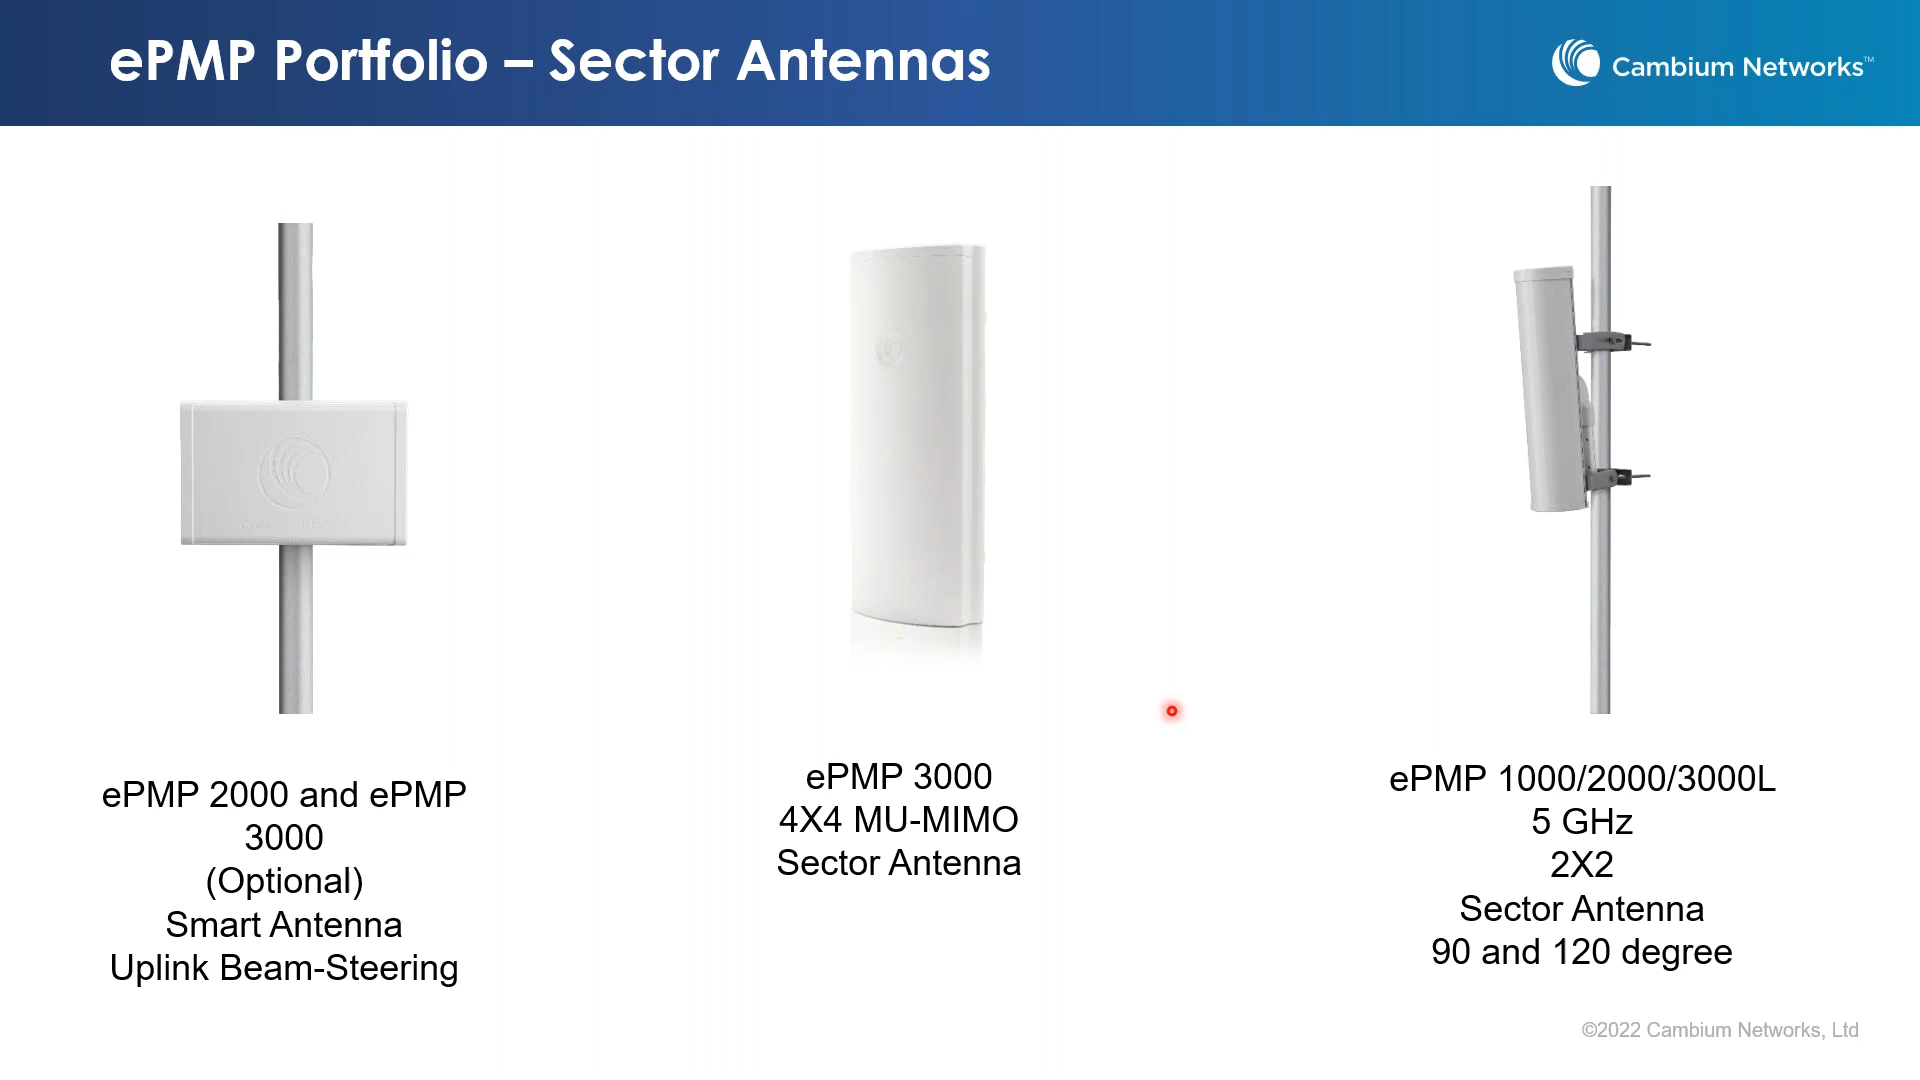 ePMP Portfolio – Sector Antennas
Cambium Networks™
ePMP 2000 and ePMP
3000
(Optional)
Smart Antenna
Uplink Beam-Steering
ePMP 3000
4X4 MU-MIMO
Sector Antenna
ePMP 1000/2000/3000L
5 GHz
2X2
Sector Antenna
90 and 120 degree
©2022 Cambium Networks, Ltd